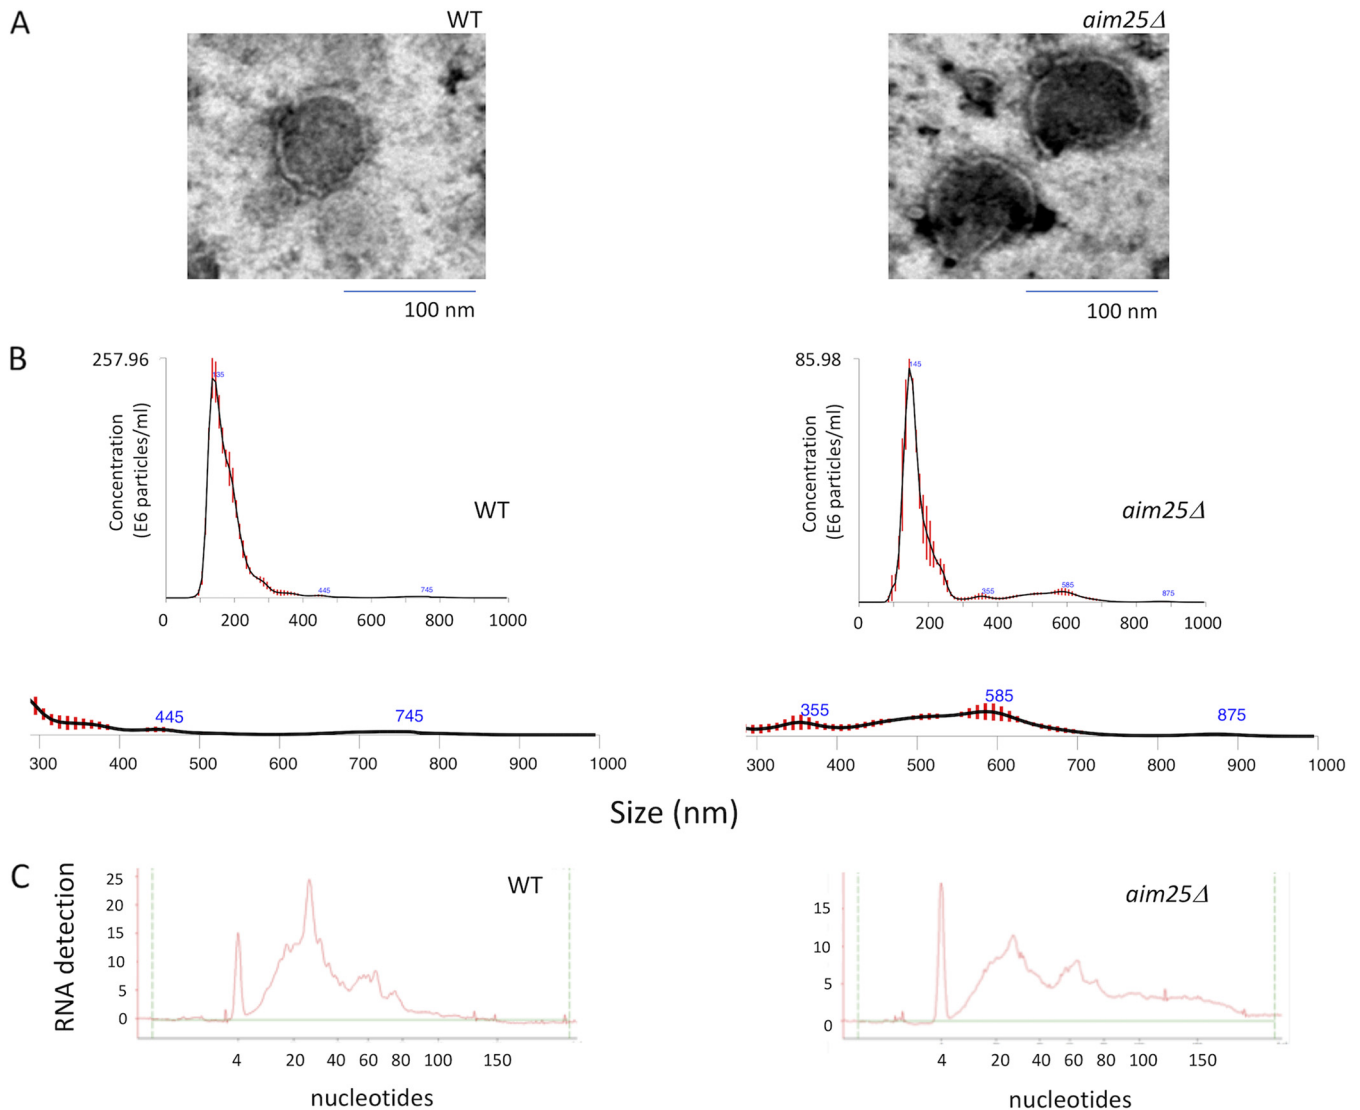 A
WT
aim25Δ
100 nm
100 nm
B
257.96
135
Concentration
(E6 particles/ml)
WT
445
745
0 200 400 600 800 1000
85.98
145
Concentration
(E6 particles/ml)
aim25Δ
355
585
875
0 200 400 600 800 1000
445
745
300 400 500 600 700 800 900 1000
355
585
875
300 400 500 600 700 800 900 1000
Size (nm)
C
RNA detection
WT
25
20
15
10
5
0
4 20 40 60 80 100 150
nucleotides
aim25Δ
15
10
5
0
4 20 40 60 80 100 150
nucleotides